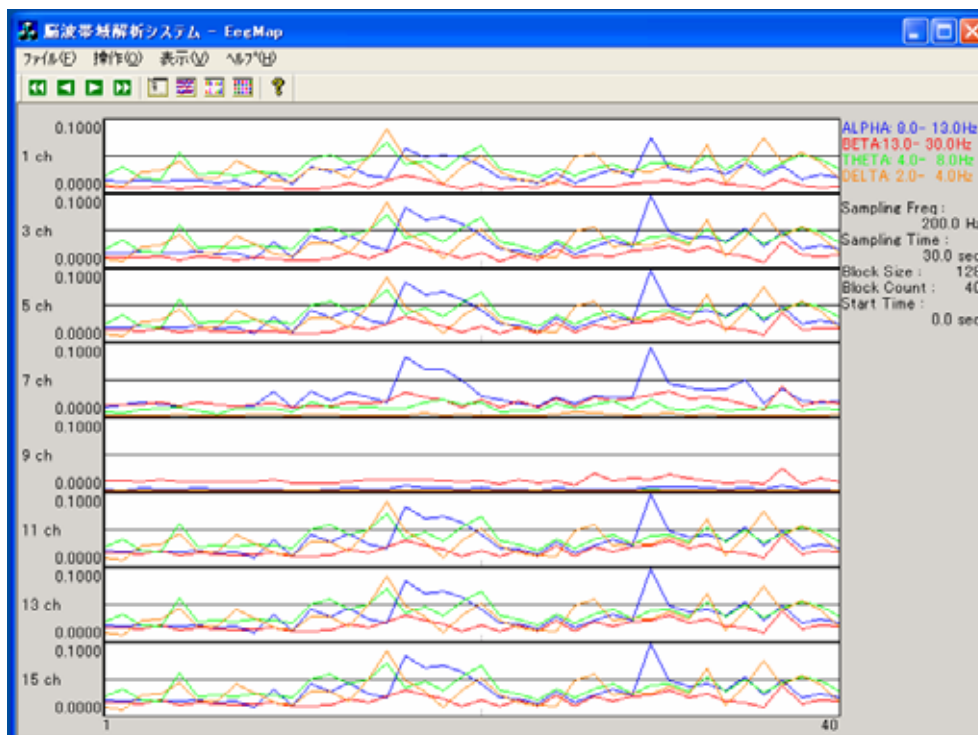 脳波帯域解析システム - EegMap
ファイル(F) 操作(O) 表示(V) ヘルプ(H)
0.1000
1 ch
0.0000
0.1000
3 ch
0.0000
0.1000
5 ch
0.0000
0.1000
7 ch
0.0000
0.1000
9 ch
0.0000
0.1000
11 ch
0.0000
0.1000
13 ch
0.0000
0.1000
15 ch
0.0000
1 40
ALPHA: 8.0- 13.0Hz
BETA:13.0- 30.0Hz
THETA: 4.0- 8.0Hz
DELTA: 2.0- 4.0Hz
Sampling Freq :
200.0 Hz
Sampling Time :
30.0 sec
Block Size : 128
Block Count : 40
Start Time :
0.0 sec